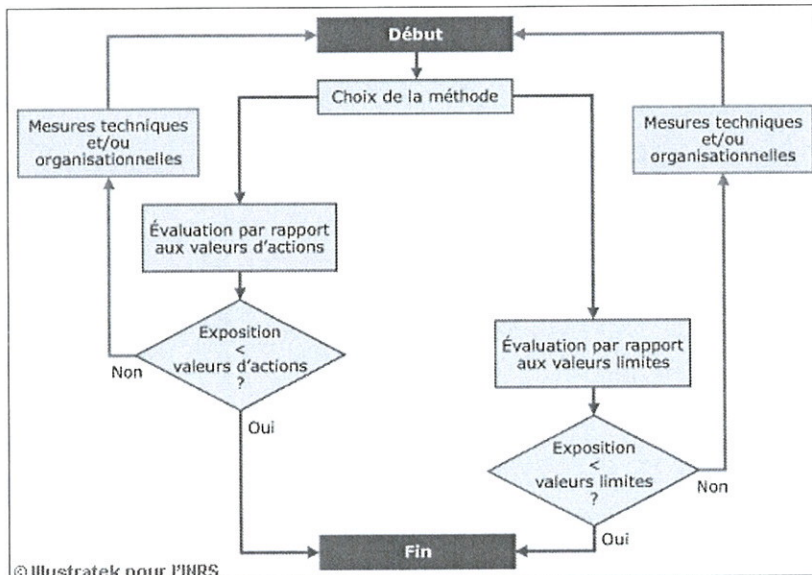 Début
Choix de la méthode
Mesures techniques
et/ou
organisationnelles
Mesures techniques
et/ou
organisationnelles
Évaluation par rapport
aux valeurs d'actions
Exposition
<
valeurs d'actions
?
Non
Oui
Évaluation par rapport
aux valeurs limites
Exposition
<
valeurs limites
?
Non
Oui
Fin
© Illustratek pour l'INRS